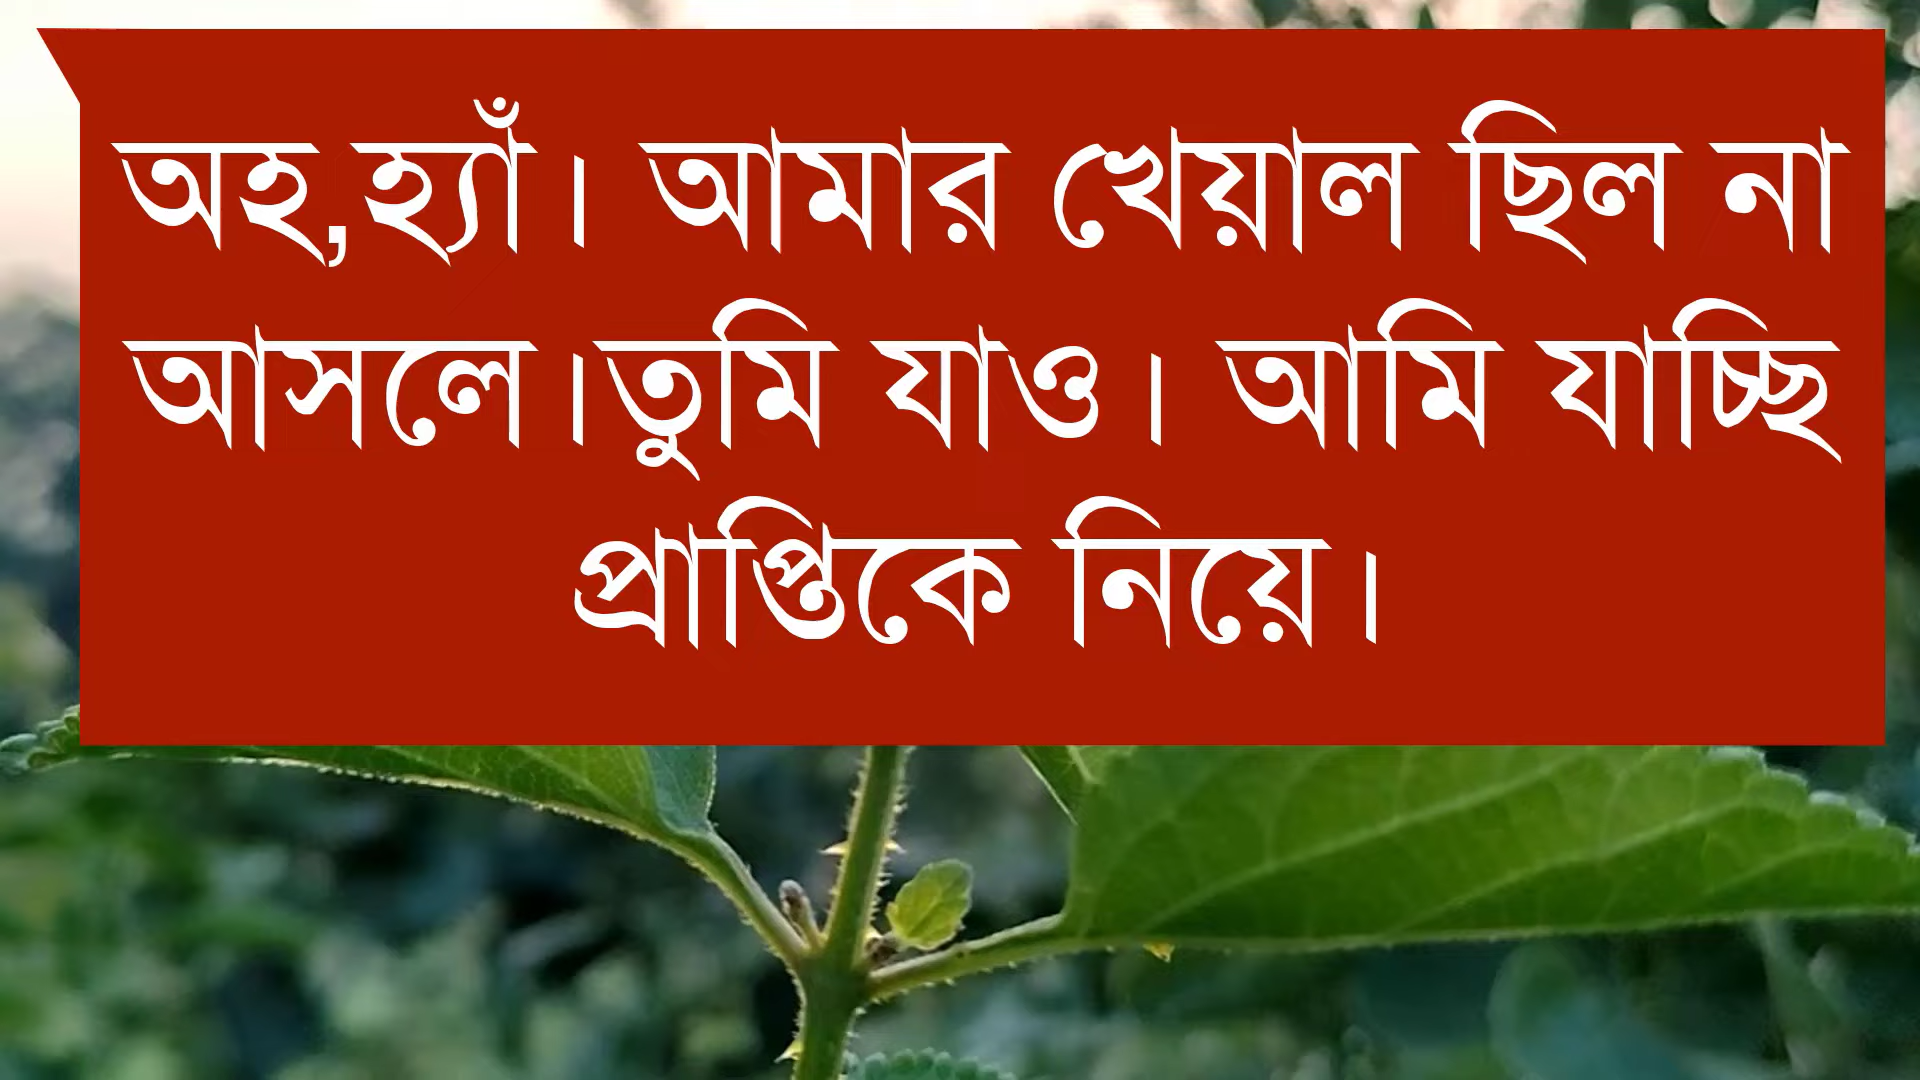 অহ,হ্যাঁ। আমার খেয়াল ছিল না
আসলে।তুমি যাও। আমি যাচ্ছি
প্রাপ্তিকে নিয়ে।